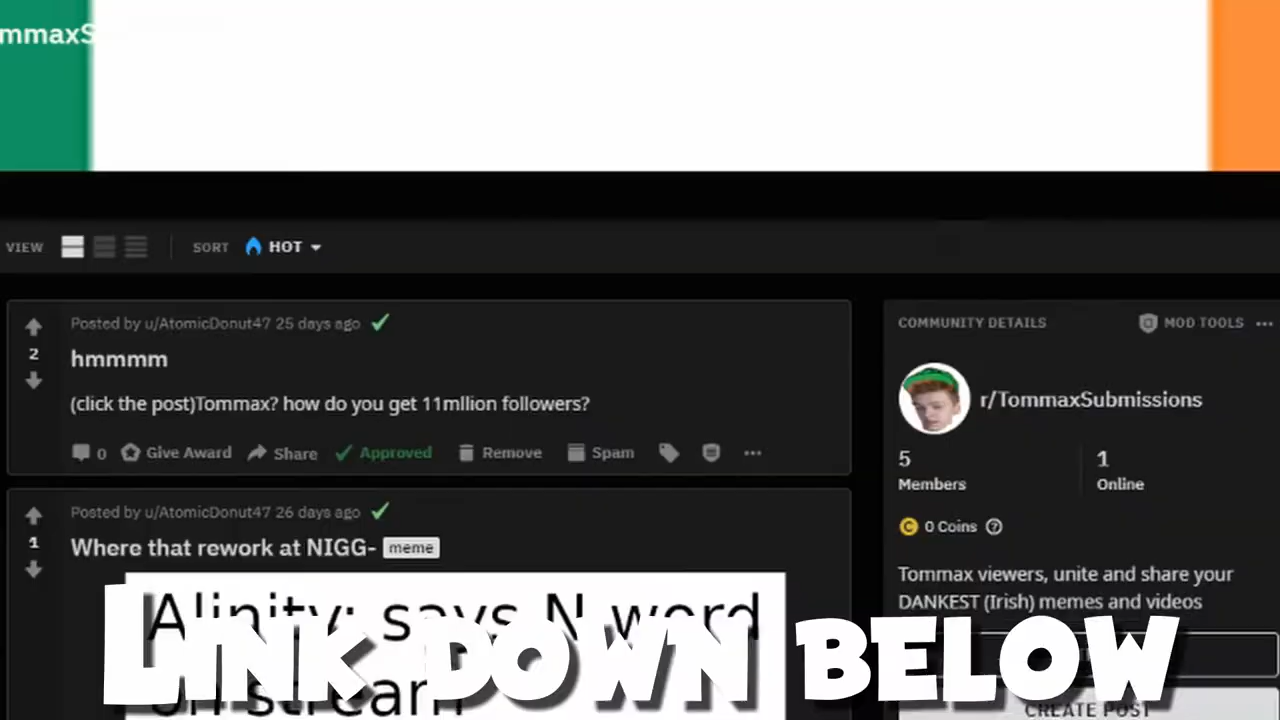 mmaxS
VIEW SORT HOT
Posted by u/AtomicDonut47 25 days ago
2
hmmmm
(click the post)Tommax? how do you get 11mllion followers?
0 Give Award Share Approved Remove Spam
Posted by u/AtomicDonut47 26 days ago
1
Where that rework at NIGG- meme
Alinity: says N word
on stream
COMMUNITY DETAILS MOD TOOLS
r/TommaxSubmissions
5 1
Members Online
C 0 Coins ?
Tommax viewers, unite and share your
DANKEST (Irish) memes and videos
CREATE POST
LINK DOWN BELOW